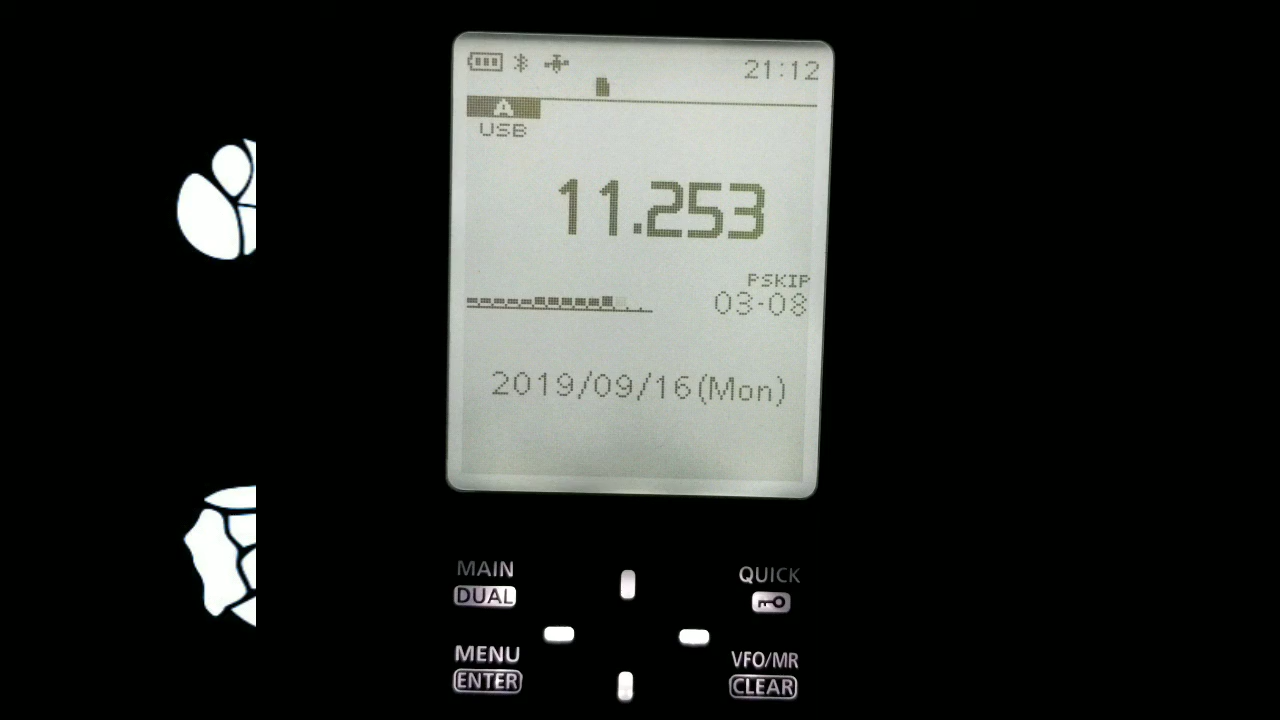 21:12
A
USB
11.253
PSKIP
03-08
2019/09/16(Mon)
MAIN QUICK
DUAL
MENU VFO/MR
ENTER CLEAR